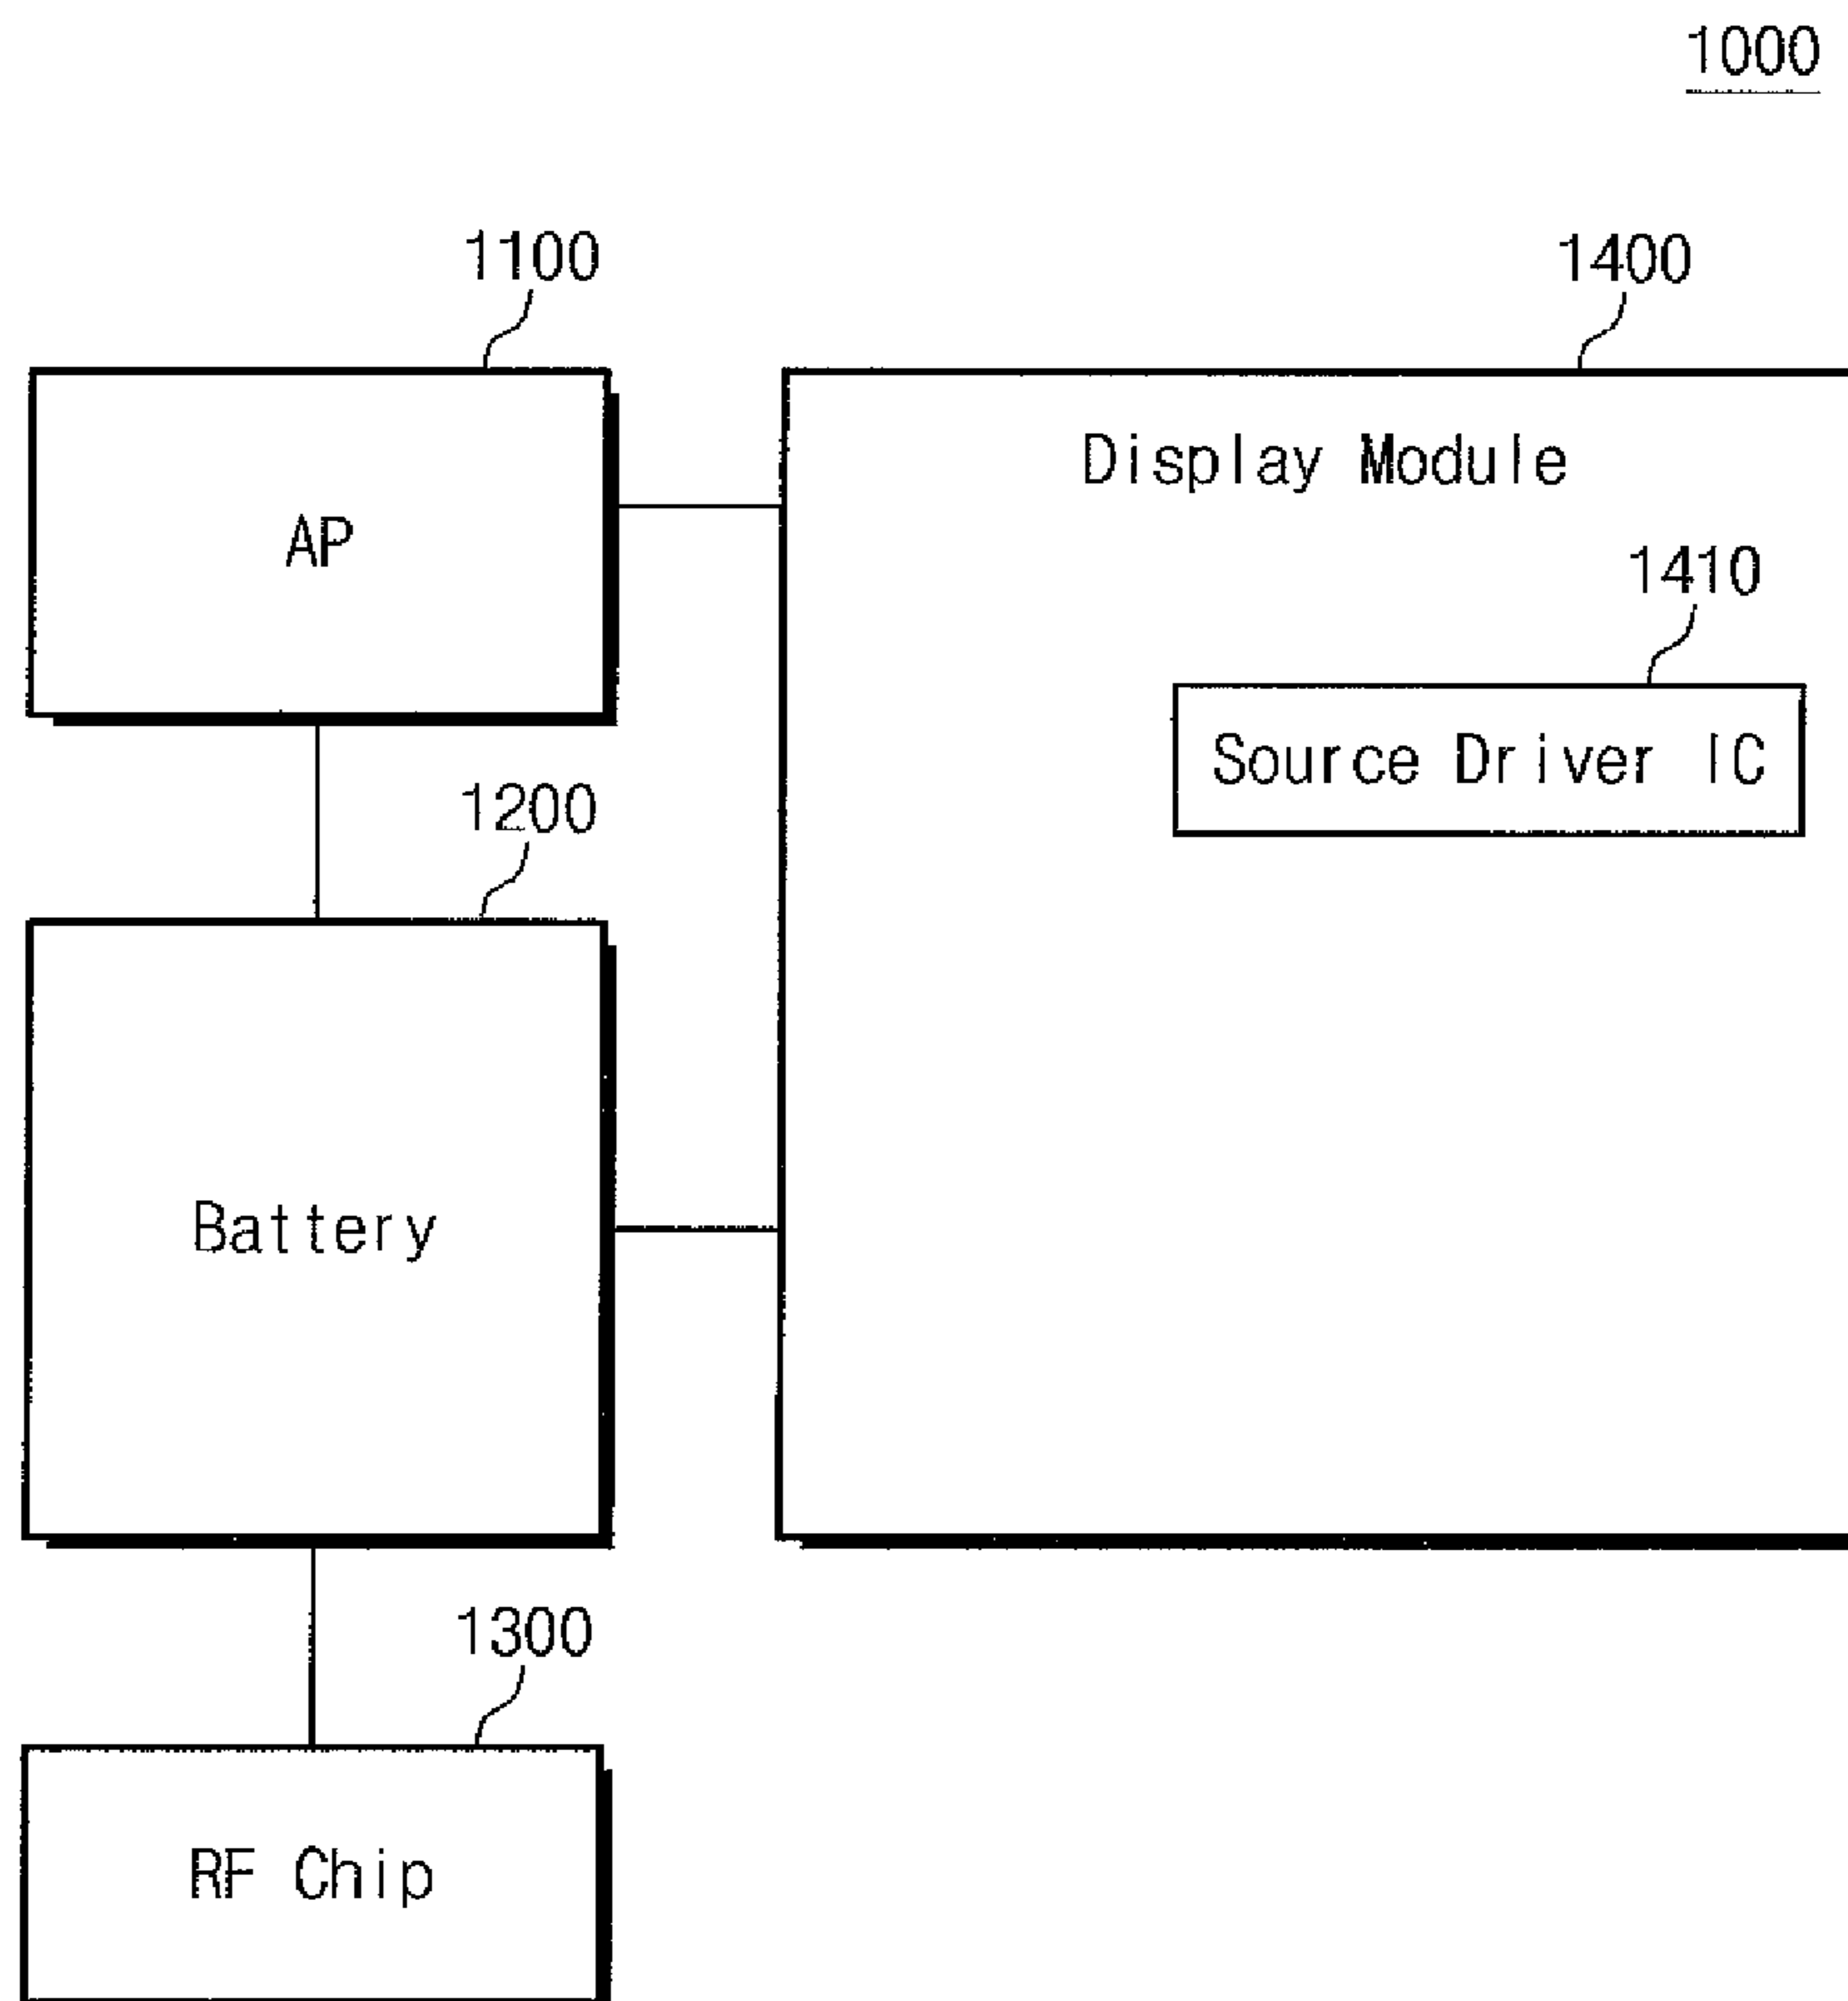 1000
1100
1400
Display Module
AP
1410
Source Driver IC
1200
Battery
1300
RF Chip